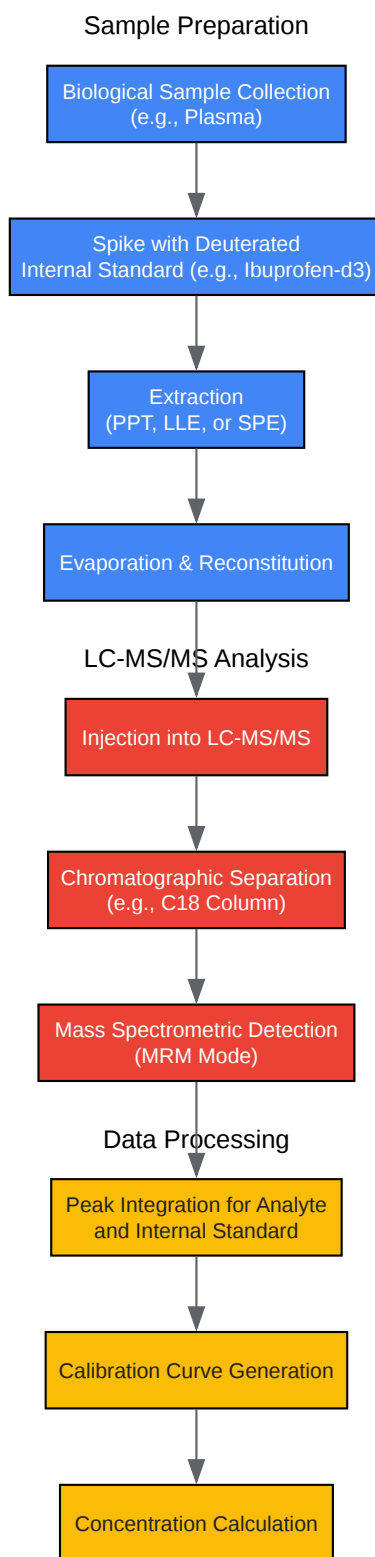 Sample Preparation
Biological Sample Collection
(e.g., Plasma)
Spike with Deuterated
Internal Standard (e.g., Ibuprofen-d3)
Extraction
(PPT, LLE, or SPE)
Evaporation & Reconstitution
LC-MS/MS Analysis
Injection into LC-MS/MS
Chromatographic Separation
(e.g., C18 Column)
Mass Spectrometric Detection
(MRM Mode)
Data Processing
Peak Integration for Analyte
and Internal Standard
Calibration Curve Generation
Concentration Calculation